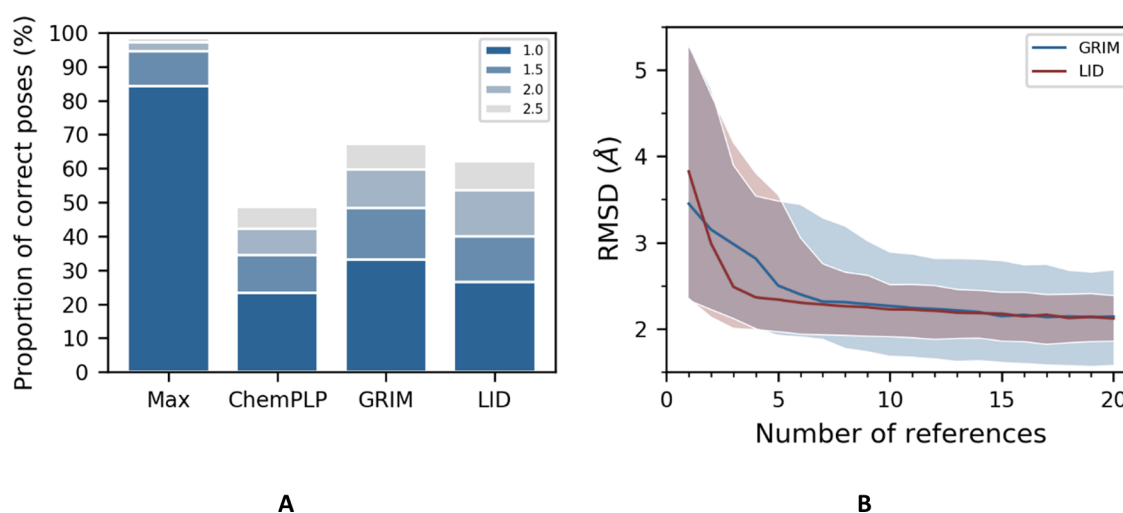 Proportion of correct poses (%)
100
90
80
70
60
50
40
30
20
10
0
Max ChemPLP GRIM LID
1.0
1.5
2.0
2.5
A
RMSD (Å)
5
4
3
2
GRIM
LID
0 5 10 15 20
Number of references
B